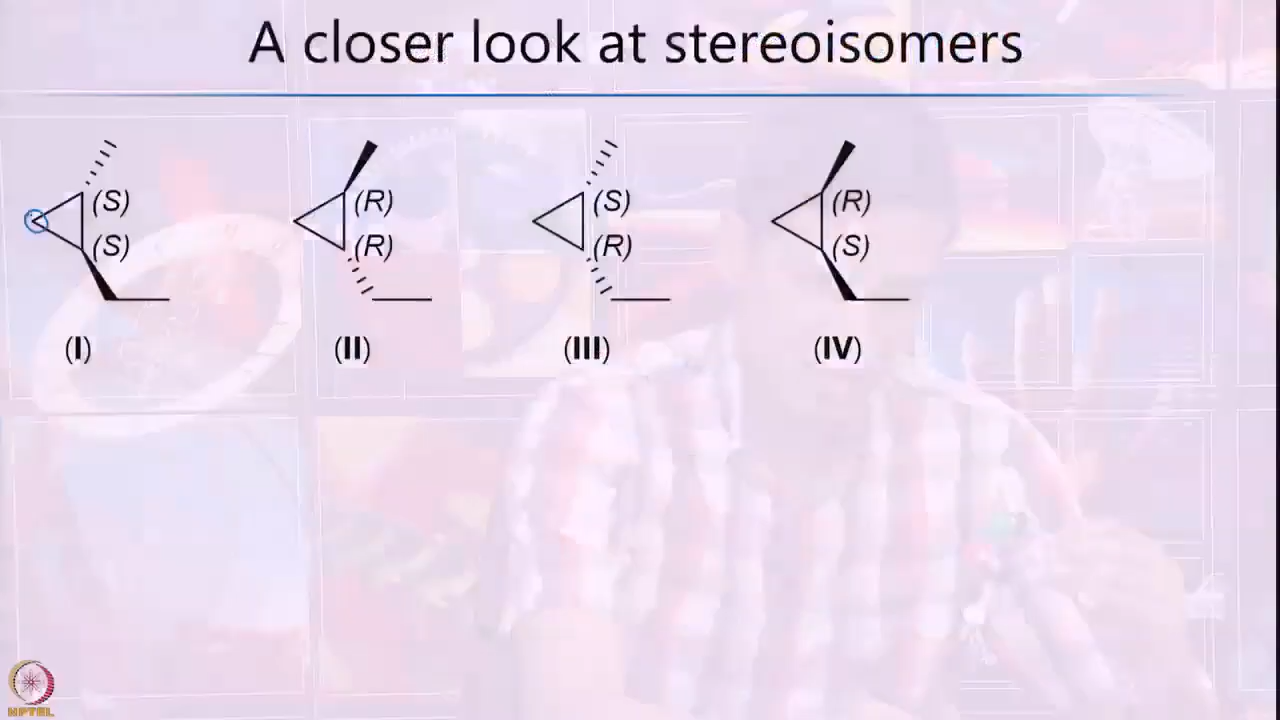 A closer look at stereoisomers
(S) (R) (S) (R)
(S) (R) (R) (S)
(I) (II) (III) (IV)
NPTEL